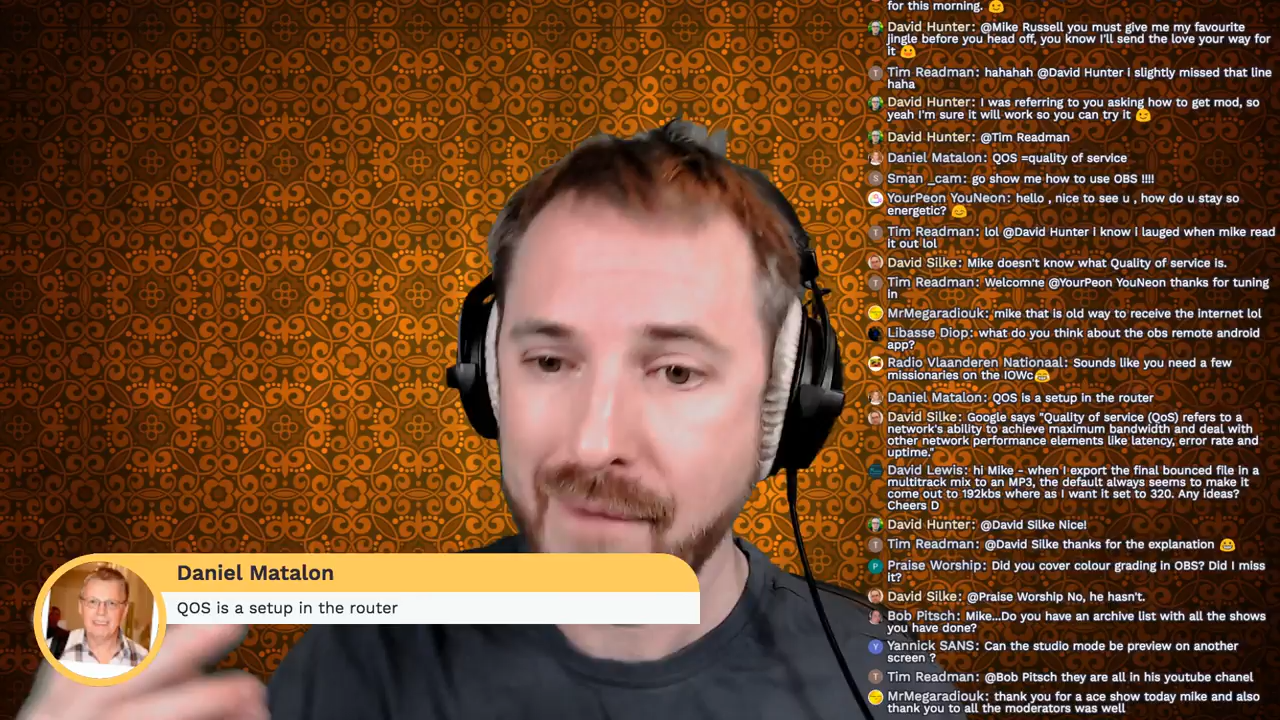 for this morning. 🙂
David Hunter: @Mike Russell you must give me my favourite
jingle before you head off, you know I'll send the love your way for
it 🙂
T Tim Readman: hahahah @David Hunter i slightly missed that line
haha
David Hunter: I was referring to you asking how to get mod, so
yeah I'm sure it will work so you can try it 😉
David Hunter: @Tim Readman
Daniel Matalon: QOS =quality of service
S Sman _cam: go show me how to use OBS !!!!
YourPeon YouNeon: hello , nice to see u , how do u stay so
energetic? 😊
T Tim Readman: lol @David Hunter i know i lauged when mike read
it out lol
David Silke: Mike doesn't know what Quality of service is.
T Tim Readman: Welcomne @YourPeon YouNeon thanks for tuning
in
MrMegaradiouk: mike that is old way to receive the internet lol
Libasse Diop: what do you think about the obs remote android
app?
Radio Vlaanderen Nationaal: Sounds like you need a few
missionaries on the IOWc😁
Daniel Matalon: QOS is a setup in the router
David Silke: Google says "Quality of service (QoS) refers to a
network's ability to achieve maximum bandwidth and deal with
other network performance elements like latency, error rate and
uptime."
David Lewis: hi Mike - when I export the final bounced file in a
multitrack mix to an MP3, the default always seems to make it
come out to 192kbs where as I want it set to 320. Any ideas?
Cheers D
David Hunter: @David Silke Nice!
T Tim Readman: @David Silke thanks for the explanation 😀
P Praise Worship: Did you cover colour grading in OBS? Did I miss
it?
David Silke: @Praise Worship No, he hasn't.
Bob Pitsch: Mike...Do you have an archive list with all the shows
you have done?
Y Yannick SANS: Can the studio mode be preview on another
screen ?
T Tim Readman: @Bob Pitsch they are all in his youtube chanel
MrMegaradiouk: thank you for a ace show today mike and also
thank you to all the moderators was well
Daniel Matalon
QOS is a setup in the router